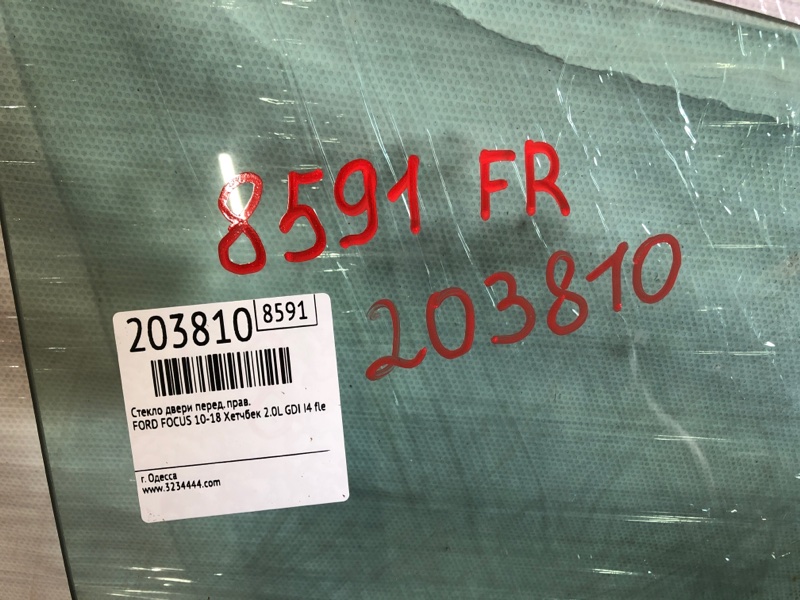 8591 FR
203810
203810 8591
Стекло двери перед. прав.
FORD FOCUS 10-18 Хетчбек 2.0L GDI I4 fle
г. Одесса
www.3234444.com